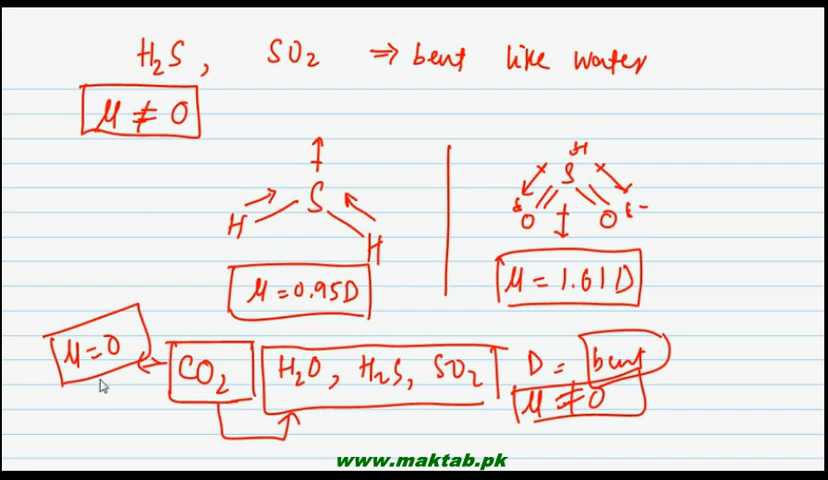 H₂S, SO₂ ⇒ bent like water
μ ≠ 0
S
H
H
μ = 0.95D
δ+
S
δ- O O δ-
μ = 1.61D
μ = 0
CO₂ H₂O, H₂S, SO₂ D = bent
μ ≠ 0
www.maktab.pk